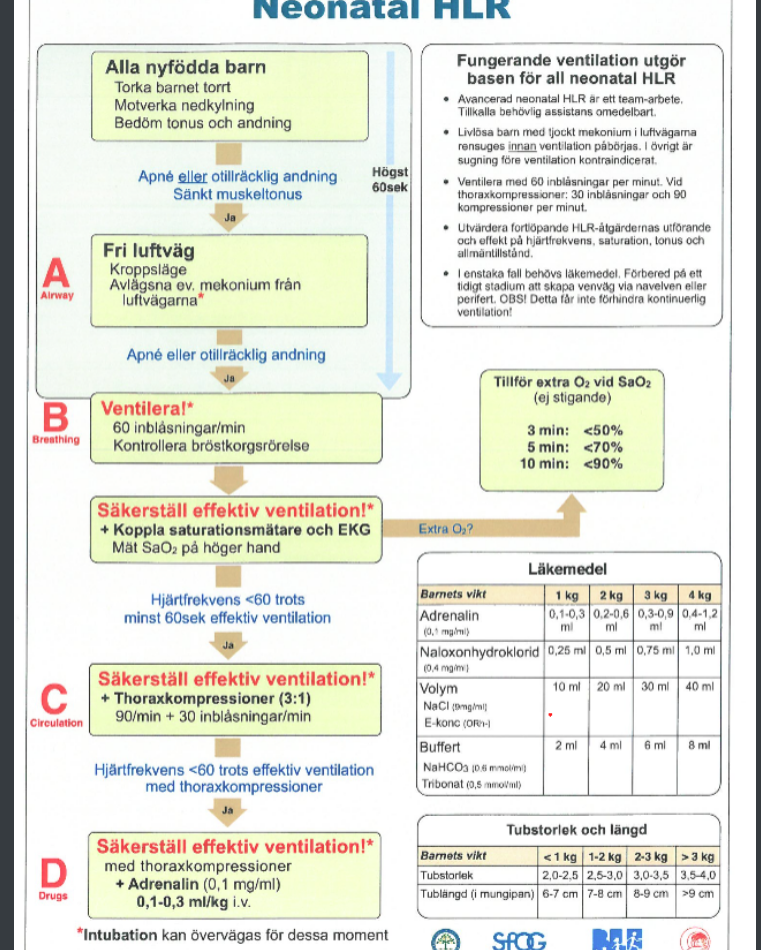 Neonatal HLR
Alla nyfödda barn
Torka barnet torrt
Motverka nedkylning
Bedöm tonus och andning
Apné eller otillräcklig andning
Sänkt muskeltonus
Ja
Högst
60sek
A
Airway
Fri luftväg
Kroppsläge
Avlägsna ev. mekonium från
luftvägarna*
Apné eller otillräcklig andning
Ja
B
Breathing
Ventilera!*
60 inblåsningar/min
Kontrollera bröstkorgsrörelse
Säkerställ effektiv ventilation!*
+ Koppla saturationsmätare och EKG
Mät SaO₂ på höger hand
Extra O₂?
Hjärtfrekvens <60 trots
minst 60sek effektiv ventilation
Ja
C
Circulation
Säkerställ effektiv ventilation!*
+ Thoraxkompressioner (3:1)
90/min + 30 inblåsningar/min
Hjärtfrekvens <60 trots effektiv ventilation
med thoraxkompressioner
Ja
D
Drugs
Säkerställ effektiv ventilation!*
med thoraxkompressioner
+ Adrenalin (0,1 mg/ml)
0,1-0,3 ml/kg i.v.
*Intubation kan övervägas för dessa moment
Fungerande ventilation utgör
basen för all neonatal HLR
• Avancerad neonatal HLR är ett team-arbete.
Tillkalla behövlig assistans omedelbart.
• Livlösa barn med tjockt mekonium i luftvägarna
rensuges innan ventilation påbörjas. I övrigt är
sugning före ventilation kontraindicerat.
• Ventilera med 60 inblåsningar per minut. Vid
thoraxkompressioner: 30 inblåsningar och 90
kompressioner per minut.
• Utvärdera fortlöpande HLR-åtgärdernas utförande
och effekt på hjärtfrekvens, saturation, tonus och
allmäntillstånd.
• I enstaka fall behövs läkemedel. Förbered på ett
tidigt stadium att skapa venväg via navelven eller
perifert. OBS! Detta får inte förhindra kontinuerlig
ventilation!
Tillför extra O₂ vid SaO₂
(ej stigande)
3 min: <50%
5 min: <70%
10 min: <90%
Läkemedel
Barnets vikt 1 kg 2 kg 3 kg 4 kg
Adrenalin 0,1-0,3 0,2-0,6 0,3-0,9 0,4-1,2
(0,1 mg/ml) ml ml ml ml
Naloxonhydroklorid 0,25 ml 0,5 ml 0,75 ml 1,0 ml
(0,4 mg/ml)
Volym 10 ml 20 ml 30 ml 40 ml
NaCl (9mg/ml)
E-konc (ORh-)
Buffert 2 ml 4 ml 6 ml 8 ml
NaHCO₃ (0,6 mmol/ml)
Tribonat (0,5 mmol/ml)
Tubstorlek och längd
Barnets vikt < 1 kg 1-2 kg 2-3 kg > 3 kg
Tubstorlek 2,0-2,5 2,5-3,0 3,0-3,5 3,5-4,0
Tublängd (i mungipan) 6-7 cm 7-8 cm 8-9 cm >9 cm
SFOG